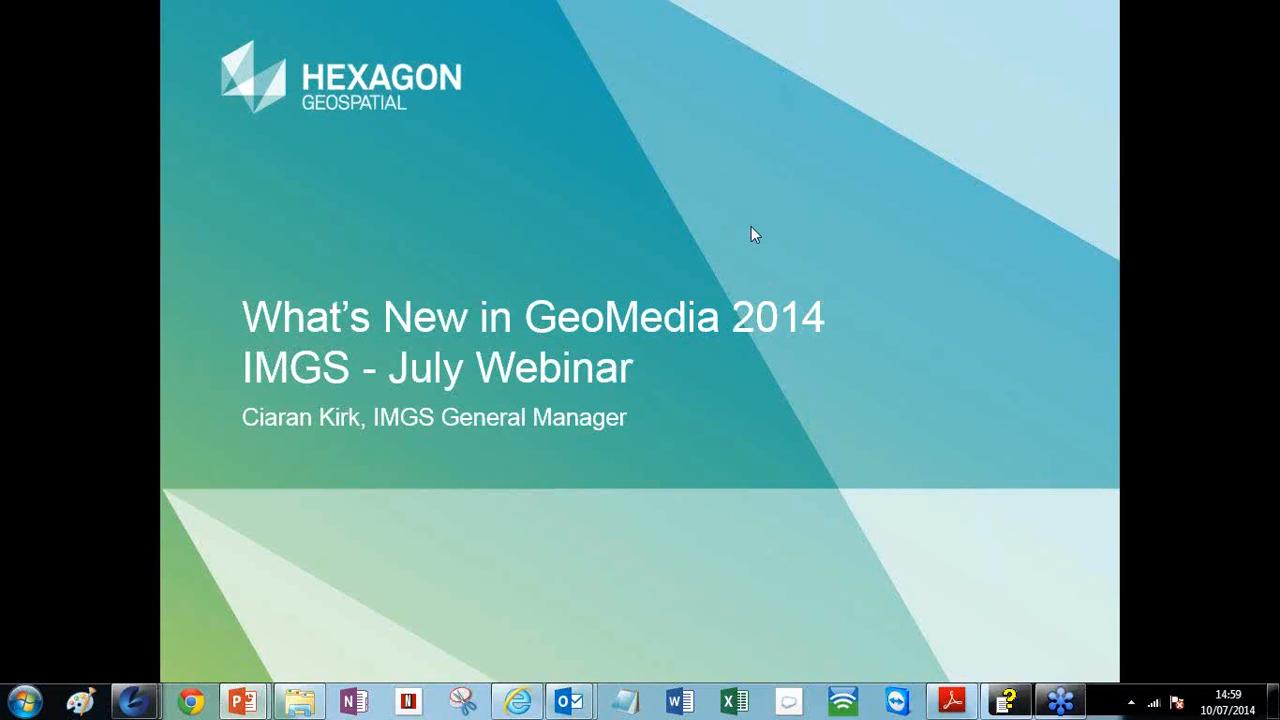 HEXAGON
GEOSPATIAL
What's New in GeoMedia 2014
IMGS - July Webinar
Ciaran Kirk, IMGS General Manager
14:59
10/07/2014